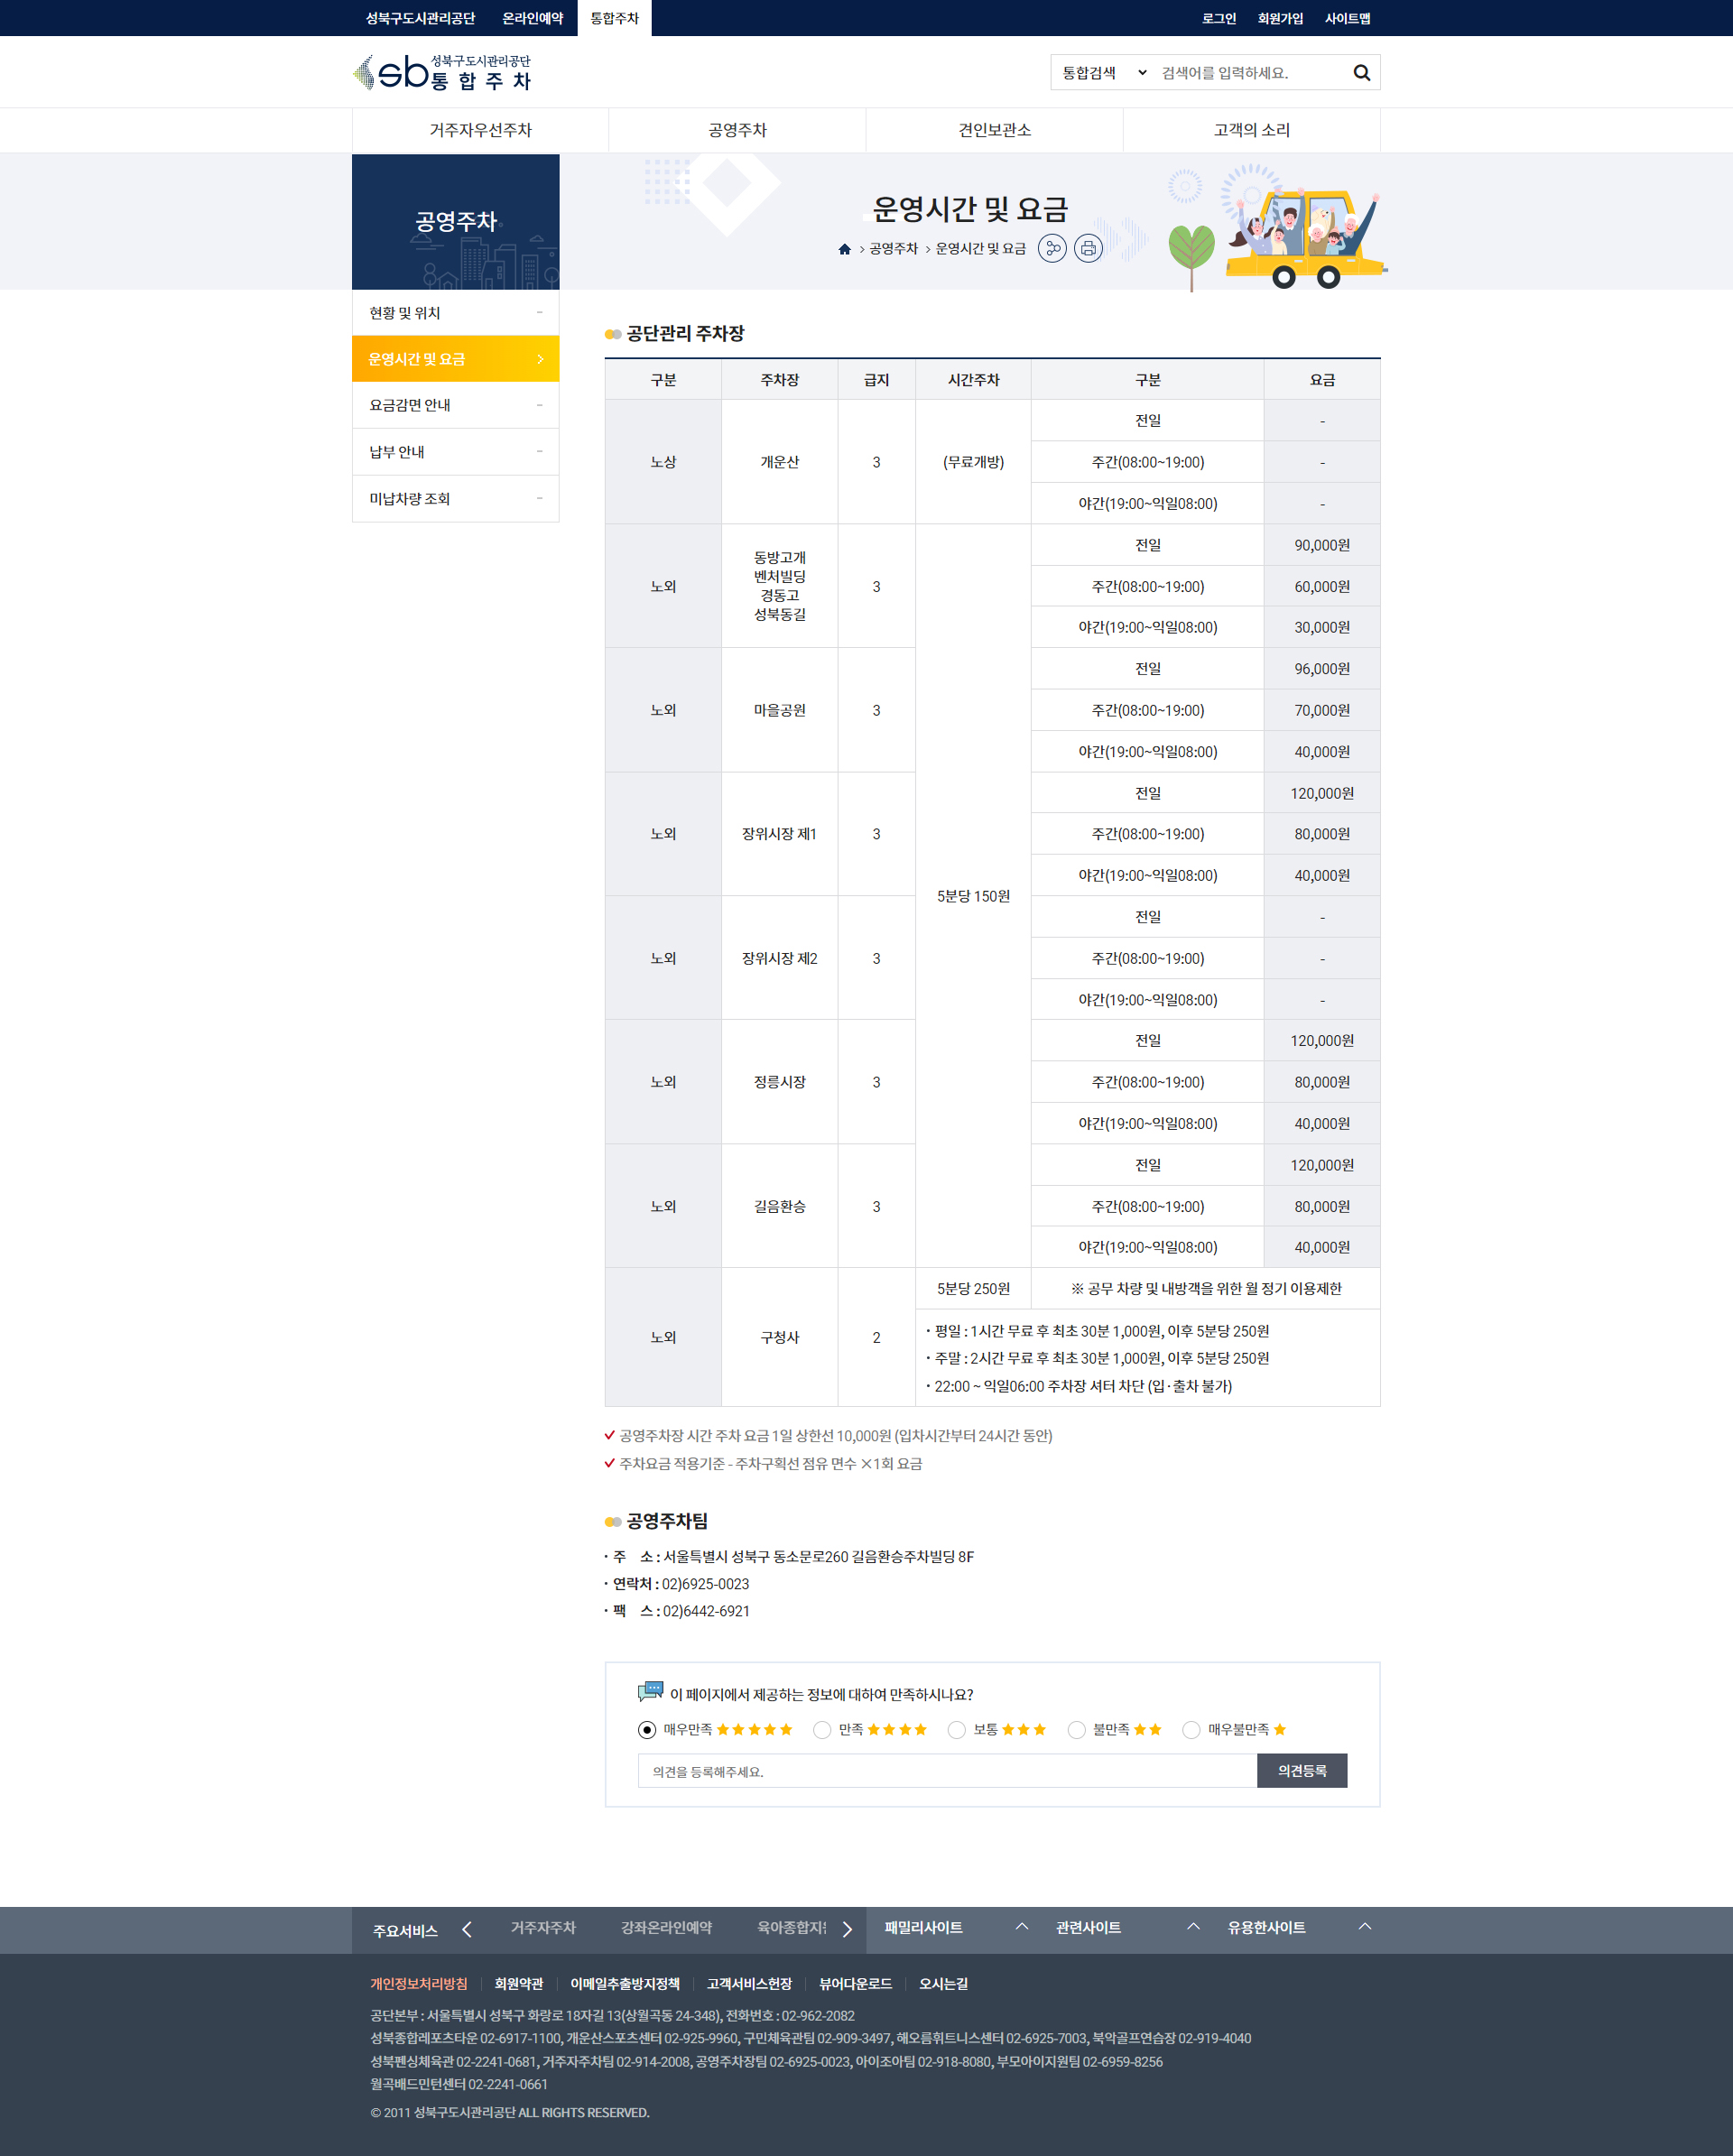 성북구도시관리공단 온라인예약 통합주차 로그인 회원가입 사이트맵
sb 성북구도시관리공단
통합주차
통합검색 검색어를 입력하세요.
거주자우선주차 공영주차 견인보관소 고객의 소리
공영주차
운영시간 및 요금
공영주차 > 운영시간 및 요금
현황 및 위치
운영시간 및 요금
요금감면 안내
납부 안내
미납차량 조회
공단관리 주차장
구분 주차장 급지 시간주차 구분 요금
노상 개운산 3 (무료개방) 전일 -
주간(08:00~19:00) -
야간(19:00~익일08:00) -
노외 동방고개
벤처빌딩
경동고
성북동길 3 5분당 150원 전일 90,000원
주간(08:00~19:00) 60,000원
야간(19:00~익일08:00) 30,000원
노외 마을공원 3 전일 96,000원
주간(08:00~19:00) 70,000원
야간(19:00~익일08:00) 40,000원
노외 장위시장 제1 3 전일 120,000원
주간(08:00~19:00) 80,000원
야간(19:00~익일08:00) 40,000원
노외 장위시장 제2 3 전일 -
주간(08:00~19:00) -
야간(19:00~익일08:00) -
노외 정릉시장 3 전일 120,000원
주간(08:00~19:00) 80,000원
야간(19:00~익일08:00) 40,000원
노외 길음환승 3 전일 120,000원
주간(08:00~19:00) 80,000원
야간(19:00~익일08:00) 40,000원
노외 구청사 2 5분당 250원 ※ 공무 차량 및 내방객을 위한 월 정기 이용제한
· 평일 : 1시간 무료 후 최초 30분 1,000원, 이후 5분당 250원
· 주말 : 2시간 무료 후 최초 30분 1,000원, 이후 5분당 250원
· 22:00 ~ 익일06:00 주차장 셔터 차단 (입·출차 불가)
공영주차장 시간 주차 요금 1일 상한선 10,000원 (입차시간부터 24시간 동안)
주차요금 적용기준 - 주차구획선 점유 면수 ×1회 요금
공영주차팀
· 주 소 : 서울특별시 성북구 동소문로260 길음환승주차빌딩 8F
· 연락처 : 02)6925-0023
· 팩 스 : 02)6442-6921
이 페이지에서 제공하는 정보에 대하여 만족하시나요?
매우만족 ★★★★★ 만족 ★★★★ 보통 ★★★ 불만족 ★★ 매우불만족 ★
의견을 등록해주세요. 의견등록
주요서비스 거주자주차 강좌온라인예약 육아종합지 패밀리사이트 관련사이트 유용한사이트
개인정보처리방침 회원약관 이메일추출방지정책 고객서비스헌장 뷰어다운로드 오시는길
공단본부 : 서울특별시 성북구 화랑로 18자길 13(상월곡동 24-348), 전화번호 : 02-962-2082
성북종합레포츠타운 02-6917-1100, 개운산스포츠센터 02-925-9960, 구민체육관팀 02-909-3497, 해오름휘트니스센터 02-6925-7003, 북악골프연습장 02-919-4040
성북펜싱체육관 02-2241-0681, 거주자주차팀 02-914-2008, 공영주차장팀 02-6925-0023, 아이조아팀 02-918-8080, 부모아이지원팀 02-6959-8256
월곡배드민턴센터 02-2241-0661
© 2011 성북구도시관리공단 ALL RIGHTS RESERVED.